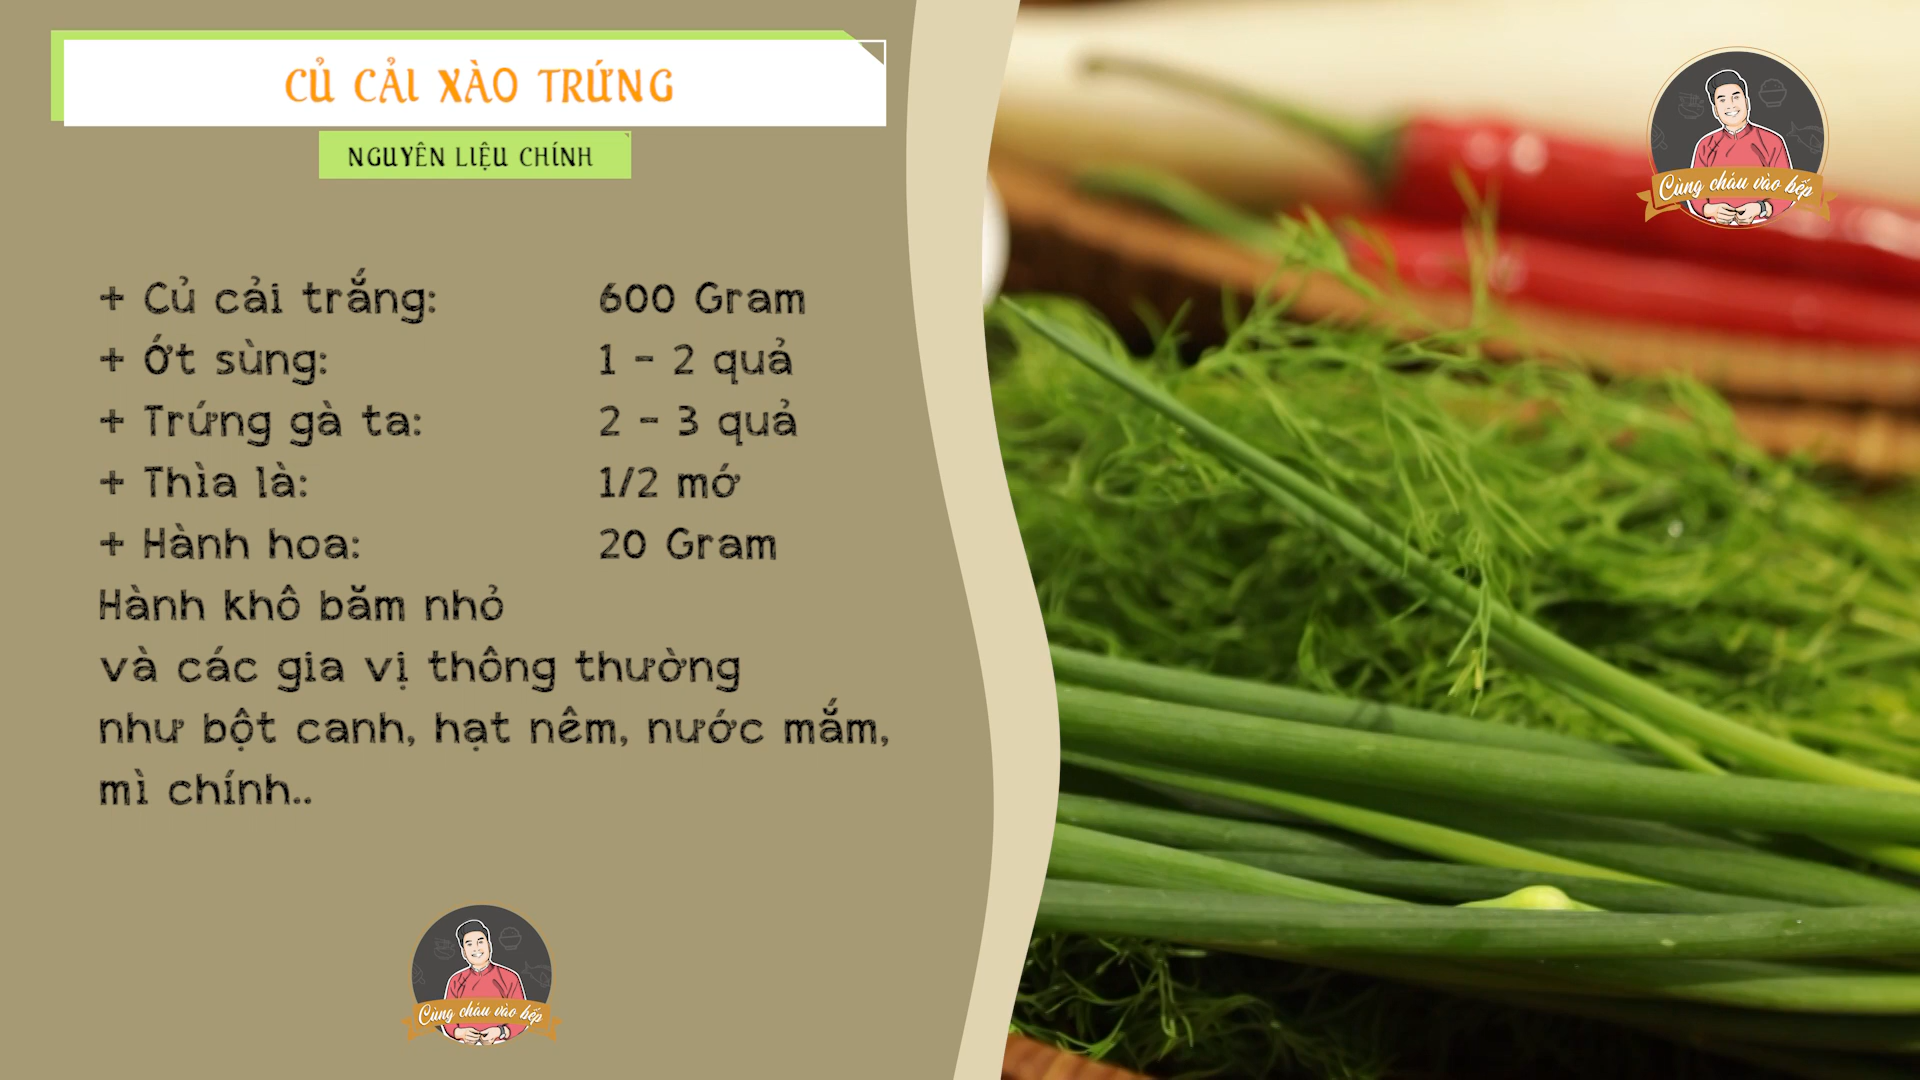 CỦ CẢI XÀO TRỨNG
NGUYÊN LIỆU CHÍNH
Cùng cháu vào bếp
+ Củ cải trắng: 600 Gram
+ Ớt sùng: 1 - 2 quả
+ Trứng gà ta: 2 - 3 quả
+ Thìa là: 1/2 mớ
+ Hành hoa: 20 Gram
Hành khô băm nhỏ
và các gia vị thông thường
như bột canh, hạt nêm, nước mắm,
mì chính..
Cùng cháu vào bếp